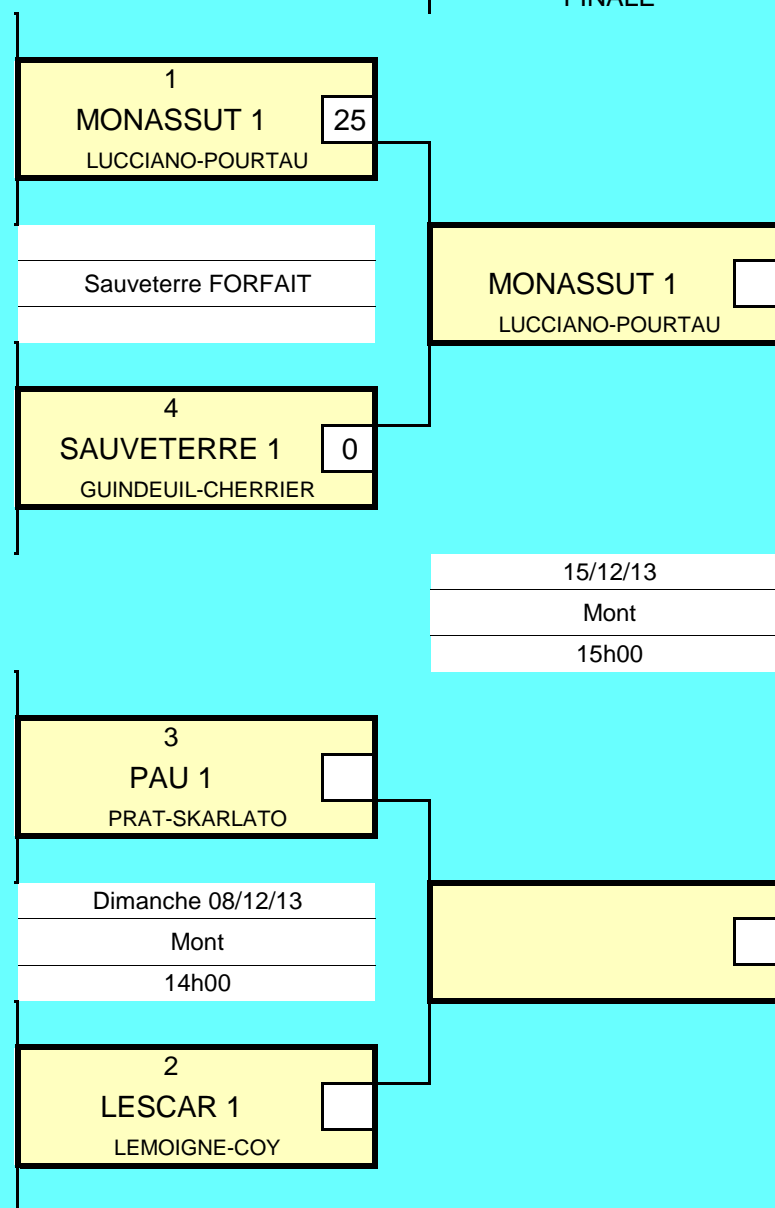 FINALE
1
MONASSUT 1
25
LUCCIANO-POURTAU
Sauveterre FORFAIT
MONASSUT 1
LUCCIANO-POURTAU
4
SAUVETERRE 1
0
GUINDEUIL-CHERRIER
15/12/13
Mont
15h00
3
PAU 1
PRAT-SKARLATO
Dimanche 08/12/13
Mont
14h00
2
LESCAR 1
LEMOIGNE-COY